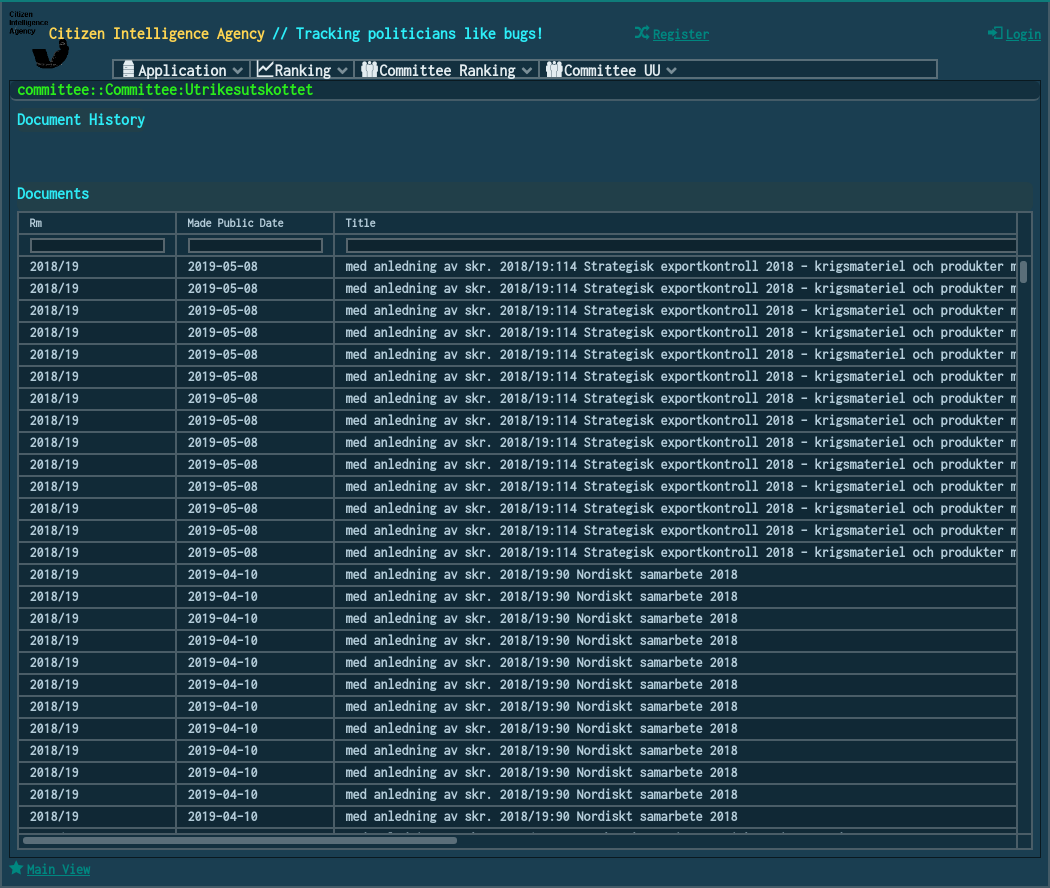 Citizen
Intelligence
Agency
Citizen Intelligence Agency // Tracking politicians like bugs!
Register
Login
Application
Ranking
Committee Ranking
Committee UU
committee::Committee:Utrikesutskottet
Document History
Documents
Rm Made Public Date Title
2018/19 2019-05-08 med anledning av skr. 2018/19:114 Strategisk exportkontroll 2018 – krigsmateriel och produkter m
2018/19 2019-05-08 med anledning av skr. 2018/19:114 Strategisk exportkontroll 2018 – krigsmateriel och produkter m
2018/19 2019-05-08 med anledning av skr. 2018/19:114 Strategisk exportkontroll 2018 – krigsmateriel och produkter m
2018/19 2019-05-08 med anledning av skr. 2018/19:114 Strategisk exportkontroll 2018 – krigsmateriel och produkter m
2018/19 2019-05-08 med anledning av skr. 2018/19:114 Strategisk exportkontroll 2018 – krigsmateriel och produkter m
2018/19 2019-05-08 med anledning av skr. 2018/19:114 Strategisk exportkontroll 2018 – krigsmateriel och produkter m
2018/19 2019-05-08 med anledning av skr. 2018/19:114 Strategisk exportkontroll 2018 – krigsmateriel och produkter m
2018/19 2019-05-08 med anledning av skr. 2018/19:114 Strategisk exportkontroll 2018 – krigsmateriel och produkter m
2018/19 2019-05-08 med anledning av skr. 2018/19:114 Strategisk exportkontroll 2018 – krigsmateriel och produkter m
2018/19 2019-05-08 med anledning av skr. 2018/19:114 Strategisk exportkontroll 2018 – krigsmateriel och produkter m
2018/19 2019-05-08 med anledning av skr. 2018/19:114 Strategisk exportkontroll 2018 – krigsmateriel och produkter m
2018/19 2019-05-08 med anledning av skr. 2018/19:114 Strategisk exportkontroll 2018 – krigsmateriel och produkter m
2018/19 2019-05-08 med anledning av skr. 2018/19:114 Strategisk exportkontroll 2018 – krigsmateriel och produkter m
2018/19 2019-05-08 med anledning av skr. 2018/19:114 Strategisk exportkontroll 2018 – krigsmateriel och produkter m
2018/19 2019-04-10 med anledning av skr. 2018/19:90 Nordiskt samarbete 2018
2018/19 2019-04-10 med anledning av skr. 2018/19:90 Nordiskt samarbete 2018
2018/19 2019-04-10 med anledning av skr. 2018/19:90 Nordiskt samarbete 2018
2018/19 2019-04-10 med anledning av skr. 2018/19:90 Nordiskt samarbete 2018
2018/19 2019-04-10 med anledning av skr. 2018/19:90 Nordiskt samarbete 2018
2018/19 2019-04-10 med anledning av skr. 2018/19:90 Nordiskt samarbete 2018
2018/19 2019-04-10 med anledning av skr. 2018/19:90 Nordiskt samarbete 2018
2018/19 2019-04-10 med anledning av skr. 2018/19:90 Nordiskt samarbete 2018
2018/19 2019-04-10 med anledning av skr. 2018/19:90 Nordiskt samarbete 2018
2018/19 2019-04-10 med anledning av skr. 2018/19:90 Nordiskt samarbete 2018
2018/19 2019-04-10 med anledning av skr. 2018/19:90 Nordiskt samarbete 2018
2018/19 2019-04-10 med anledning av skr. 2018/19:90 Nordiskt samarbete 2018
Main View